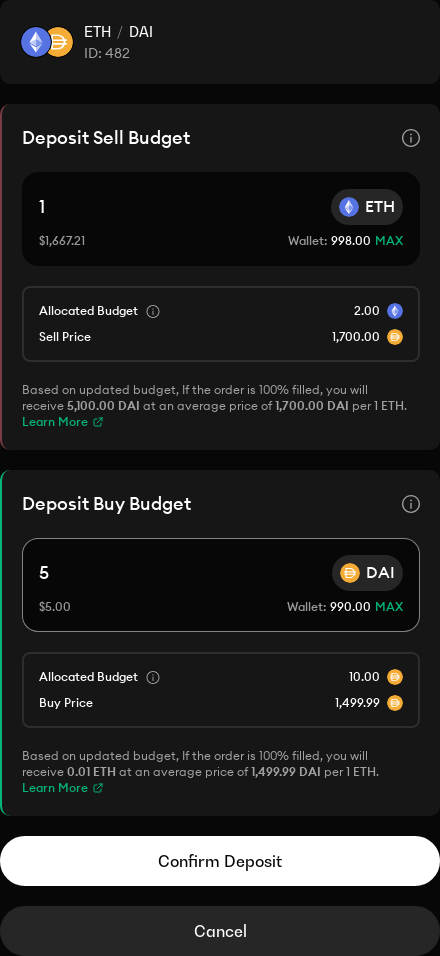 ETH / DAI
ID: 482
Deposit Sell Budget
1 ETH
$1,667.21 Wallet: 998.00 MAX
Allocated Budget 2.00
Sell Price 1,700.00
Based on updated budget, If the order is 100% filled, you will
receive 5,100.00 DAI at an average price of 1,700.00 DAI per 1 ETH.
Learn More
Deposit Buy Budget
5 DAI
$5.00 Wallet: 990.00 MAX
Allocated Budget 10.00
Buy Price 1,499.99
Based on updated budget, If the order is 100% filled, you will
receive 0.01 ETH at an average price of 1,499.99 DAI per 1 ETH.
Learn More
Confirm Deposit
Cancel